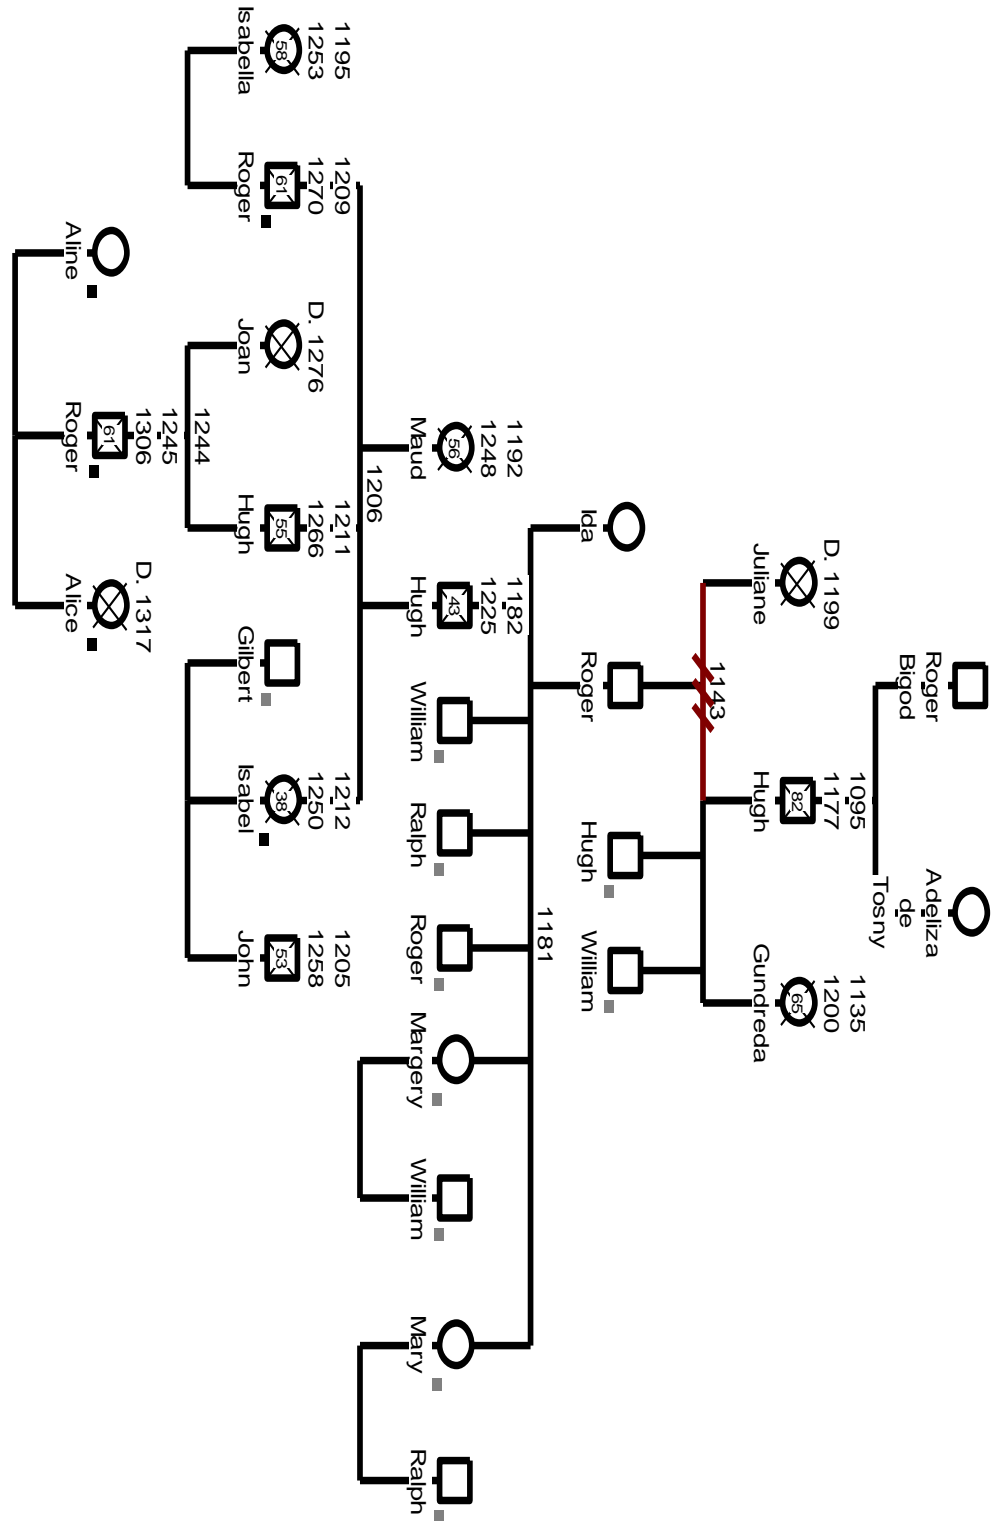 Roger
Bigod
Adeliza
de
Tosny
D. 1199
Juliane
1143
1095
1177
82
Hugh
1135
1200
65
Gundreda
Ida
Roger
Hugh
William
1181
1192
1248
56
Maud
1206
1182
1225
43
Hugh
William
Ralph
Roger
Margery
William
Mary
Ralph
1195
1253
58
Isabella
1209
1270
61
Roger
D. 1276
Joan
1244
1211
1266
55
Hugh
Gilbert
1212
1250
38
Isabel
1205
1258
53
John
Aline
1245
1306
61
Roger
D. 1317
Alice